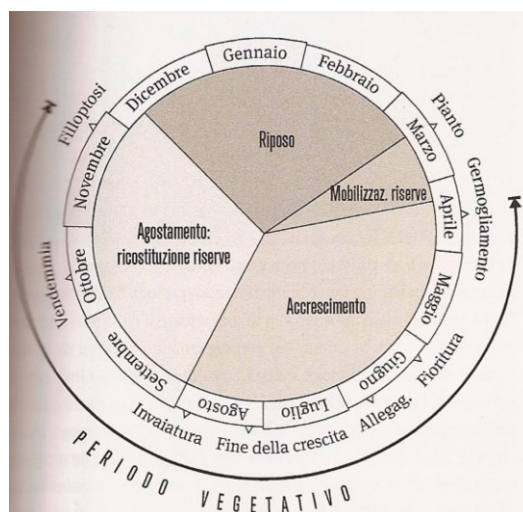 Gennaio
Febbraio
Marzo
Aprile
Maggio
Giugno
Luglio
Agosto
Settembre
Ottobre
Novembre
Dicembre
Riposo
Mobilizzaz. riserve
Accrescimento
Agostamento:
ricostituzione riserve
Pianto
Germogliamento
Fioritura
Allegag.
Fine della crescita
Invaiatura
Vendemmia
Filloptosi
PERIODO VEGETATIVO